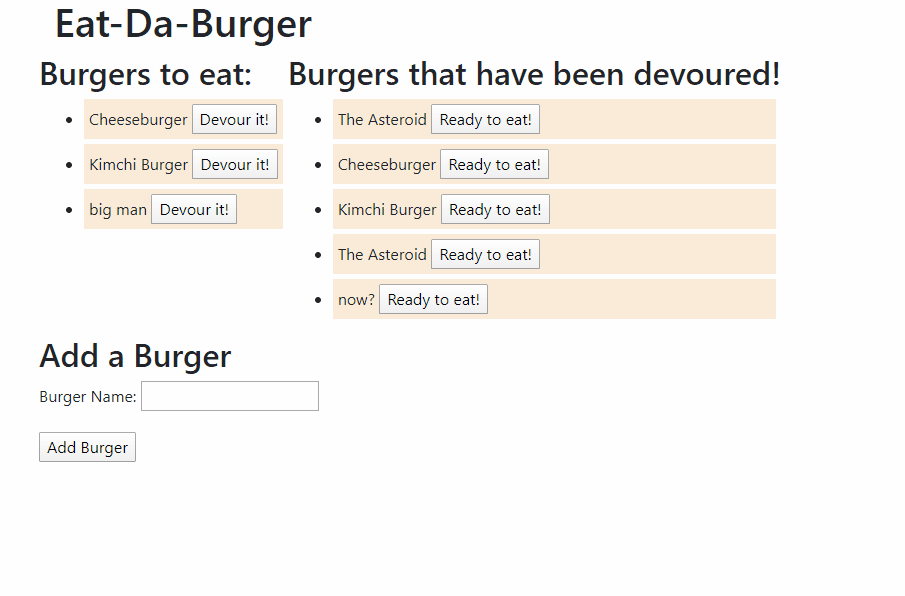 Eat-Da-Burger
Burgers to eat:
Cheeseburger Devour it!
Kimchi Burger Devour it!
big man Devour it!
Burgers that have been devoured!
The Asteroid Ready to eat!
Cheeseburger Ready to eat!
Kimchi Burger Ready to eat!
The Asteroid Ready to eat!
now? Ready to eat!
Add a Burger
Burger Name:
Add Burger